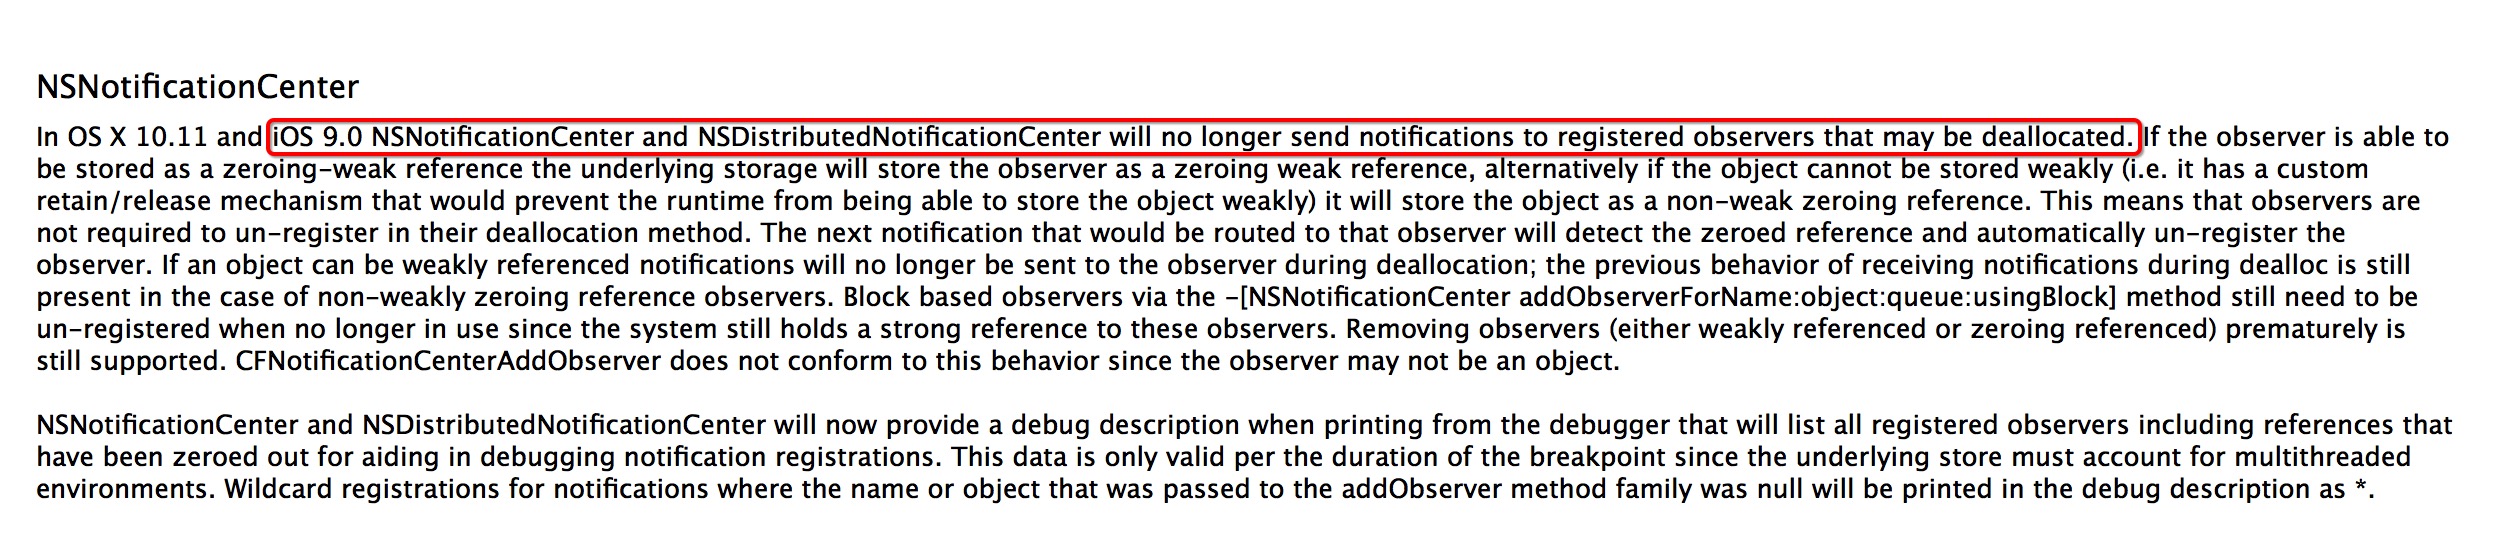 NSNotificationCenter
In OS X 10.11 and iOS 9.0 NSNotificationCenter and NSDistributedNotificationCenter will no longer send notifications to registered observers that may be deallocated. If the observer is able to
be stored as a zeroing-weak reference the underlying storage will store the observer as a zeroing weak reference, alternatively if the object cannot be stored weakly (i.e. it has a custom
retain/release mechanism that would prevent the runtime from being able to store the object weakly) it will store the object as a non-weak zeroing reference. This means that observers are
not required to un-register in their deallocation method. The next notification that would be routed to that observer will detect the zeroed reference and automatically un-register the
observer. If an object can be weakly referenced notifications will no longer be sent to the observer during deallocation; the previous behavior of receiving notifications during dealloc is still
present in the case of non-weakly zeroing reference observers. Block based observers via the -[NSNotificationCenter addObserverForName:object:queue:usingBlock] method still need to be
un-registered when no longer in use since the system still holds a strong reference to these observers. Removing observers (either weakly referenced or zeroing referenced) prematurely is
still supported. CFNotificationCenterAddObserver does not conform to this behavior since the observer may not be an object.
NSNotificationCenter and NSDistributedNotificationCenter will now provide a debug description when printing from the debugger that will list all registered observers including references that
have been zeroed out for aiding in debugging notification registrations. This data is only valid per the duration of the breakpoint since the underlying store must account for multithreaded
environments. Wildcard registrations for notifications where the name or object that was passed to the addObserver method family was null will be printed in the debug description as *.